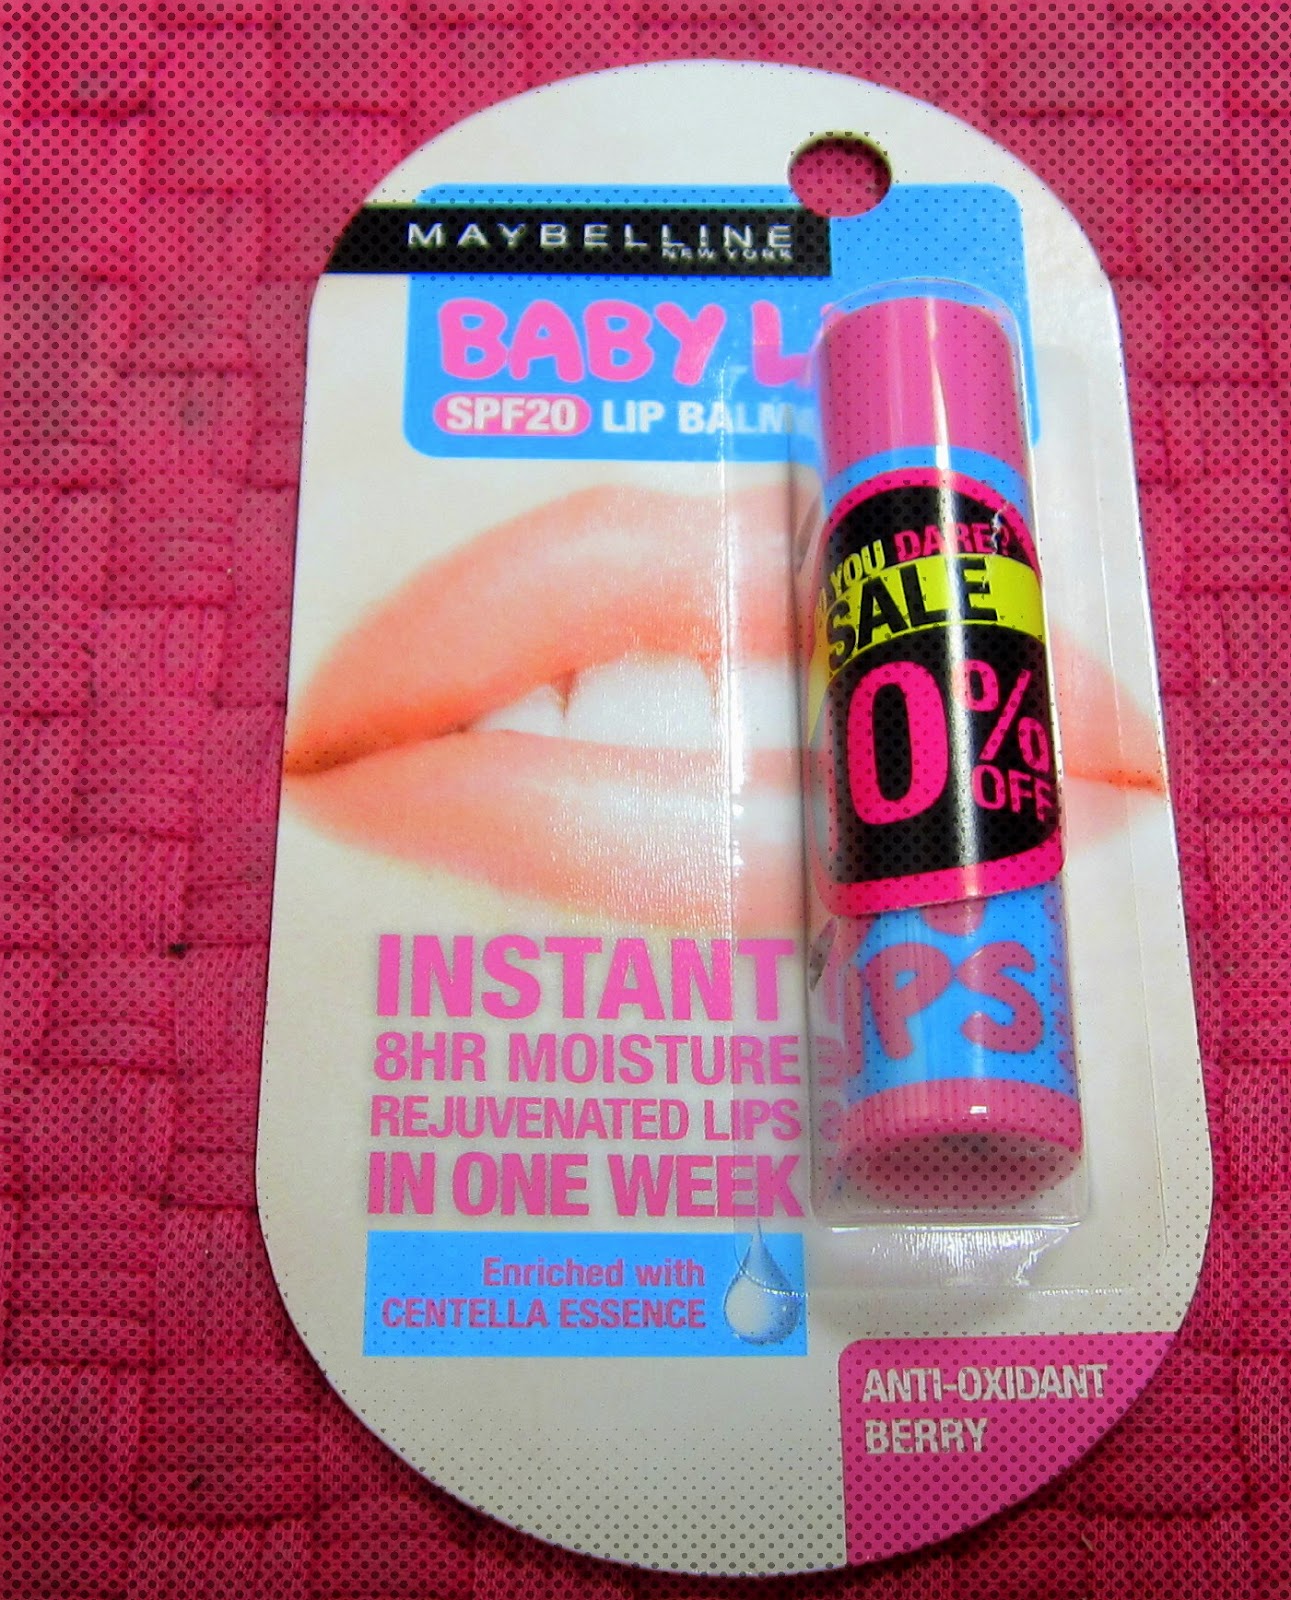 MAYBELLINE
NEW YORK
BABY L
SPF20 LIP BALM
YOU DARE?
SALE
0% OFF
PS
INSTANT
8HR MOISTURE
REJUVENATED LIPS
IN ONE WEEK
Enriched with
CENTELLA ESSENCE
ANTI-OXIDANT
BERRY